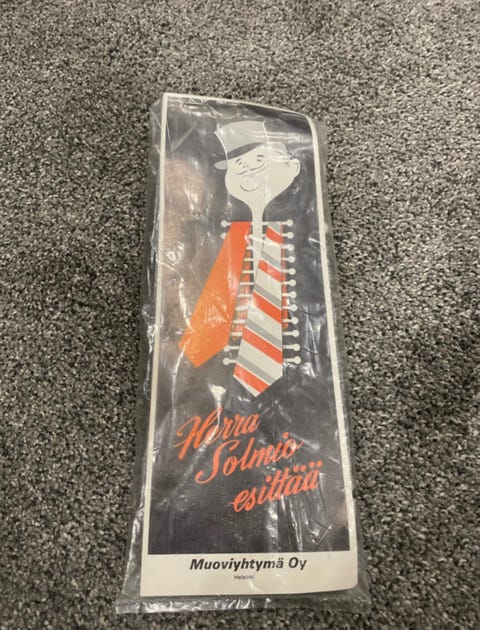 Herra
Solmio
esittää
Muoviyhtymä Oy
Helsinki